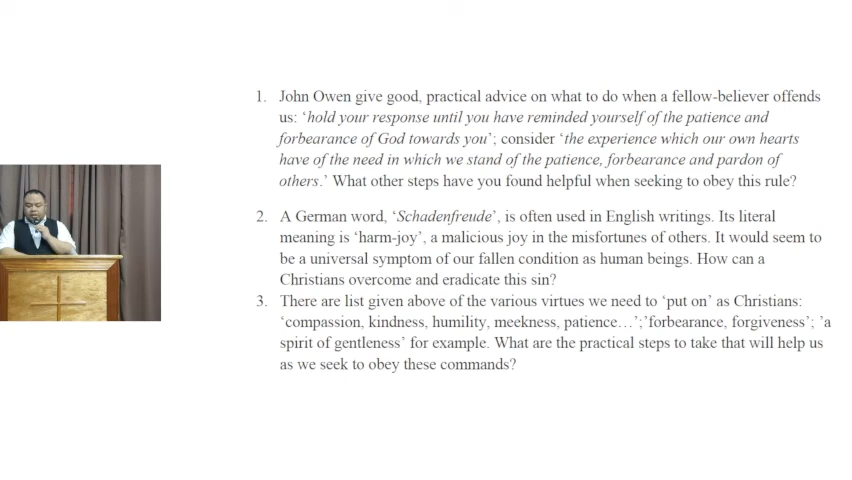 1. John Owen give good, practical advice on what to do when a fellow-believer offends
us: ‘hold your response until you have reminded yourself of the patience and
forbearance of God towards you’; consider ‘the experience which our own hearts
have of the need in which we stand of the patience, forbearance and pardon of
others.’ What other steps have you found helpful when seeking to obey this rule?
2. A German word, ‘Schadenfreude’, is often used in English writings. Its literal
meaning is ‘harm-joy’, a malicious joy in the misfortunes of others. It would seem to
be a universal symptom of our fallen condition as human beings. How can a
Christians overcome and eradicate this sin?
3. There are list given above of the various virtues we need to ‘put on’ as Christians:
‘compassion, kindness, humility, meekness, patience…’;’forbearance, forgiveness’; ’a
spirit of gentleness’ for example. What are the practical steps to take that will help us
as we seek to obey these commands?